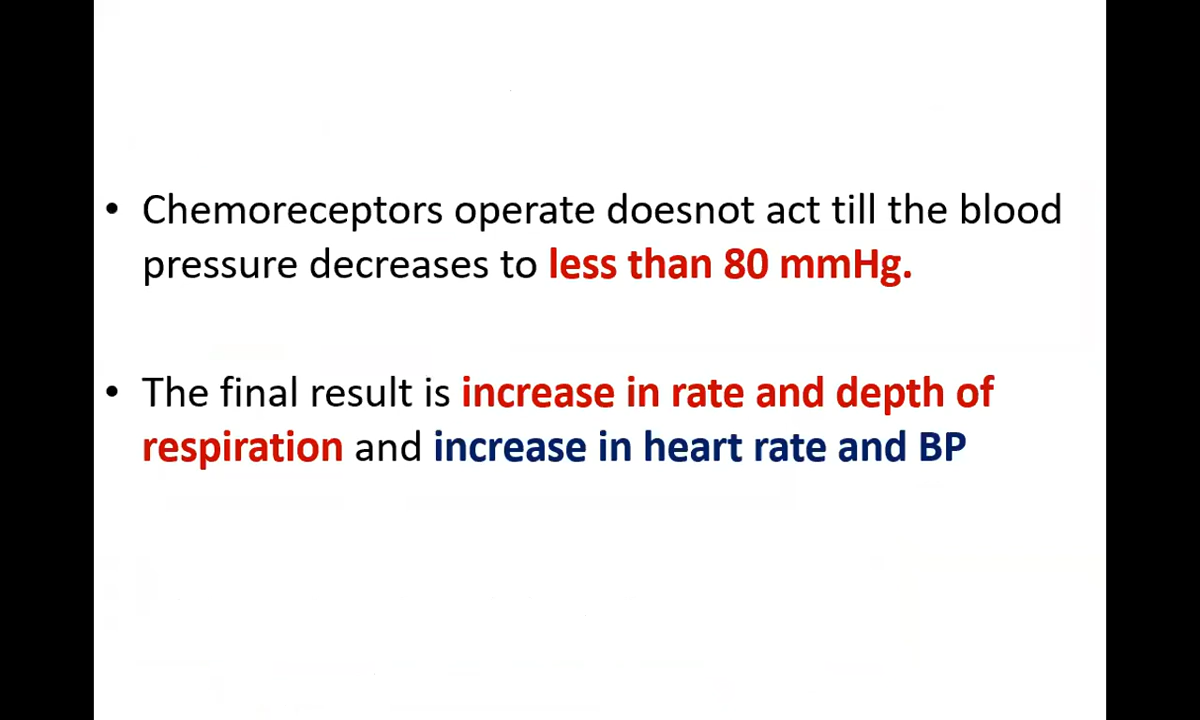 • Chemoreceptors operate doesnot act till the blood
pressure decreases to less than 80 mmHg.
• The final result is increase in rate and depth of
respiration and increase in heart rate and BP